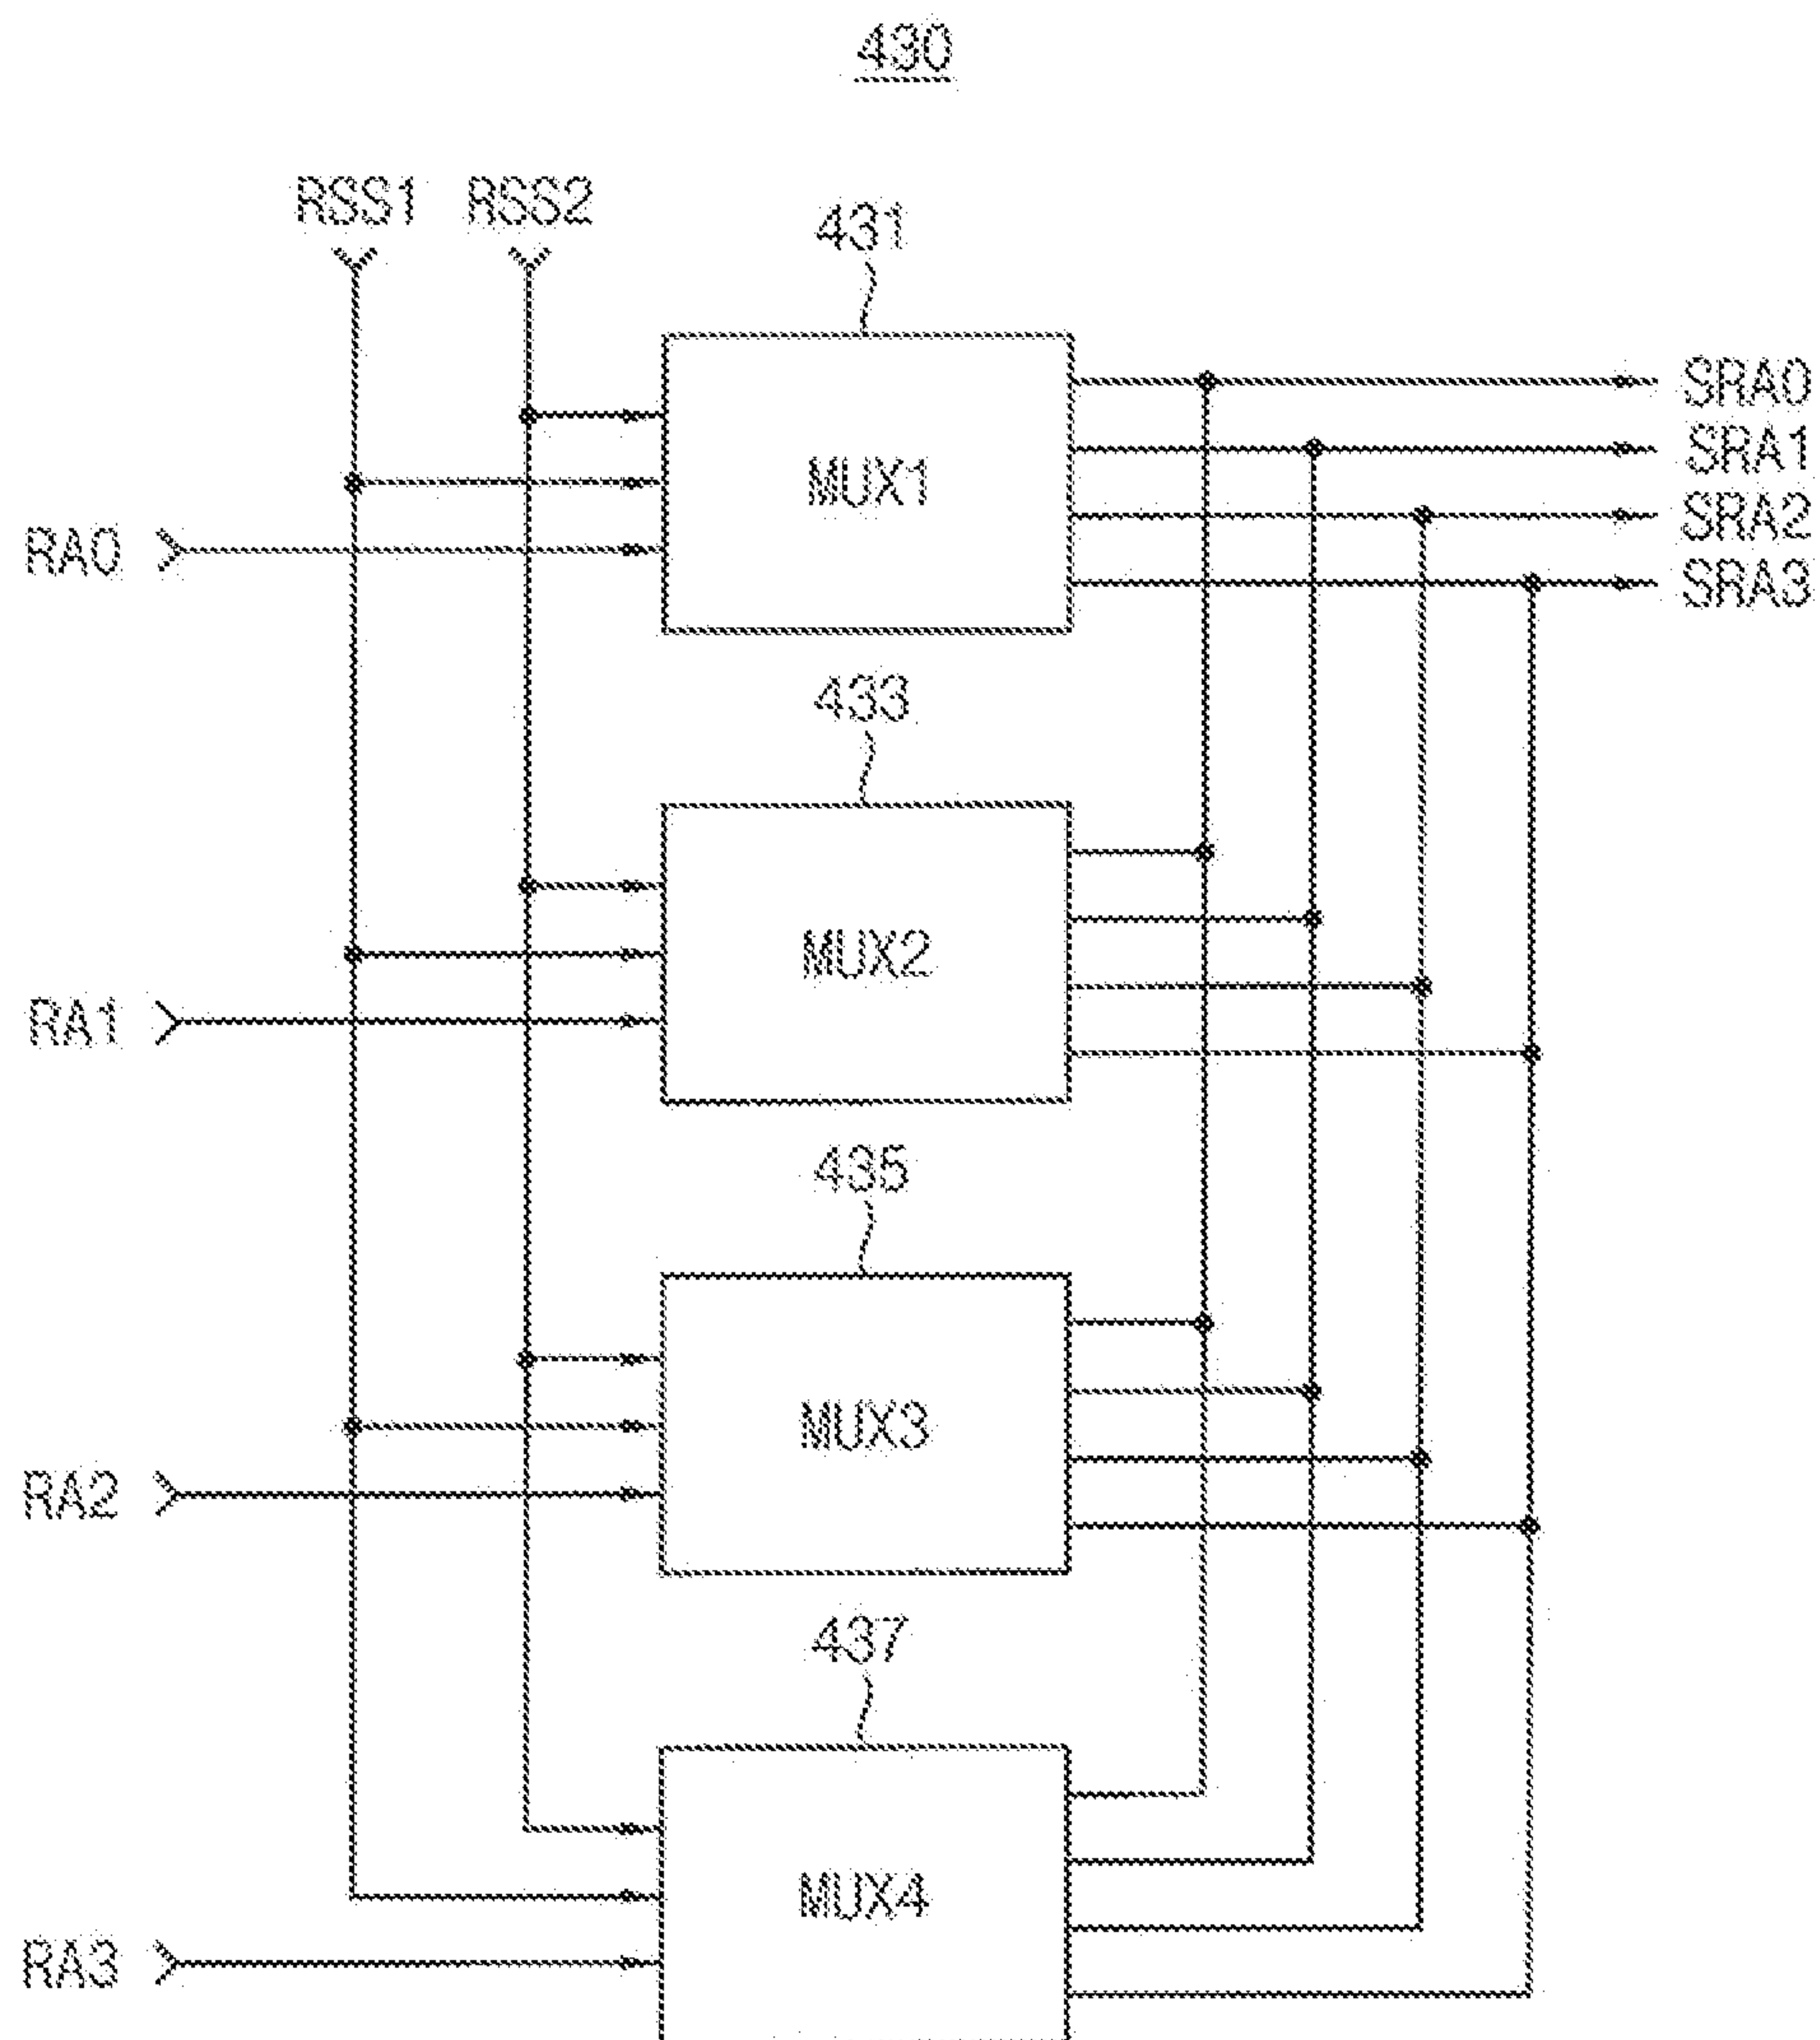 430
RSS1 RSS2
431
SRA0
SRA1
MUX1
SRA2
RA0
SRA3
433
MUX2
RA1
435
MUX3
RA2
437
MUX4
RA3